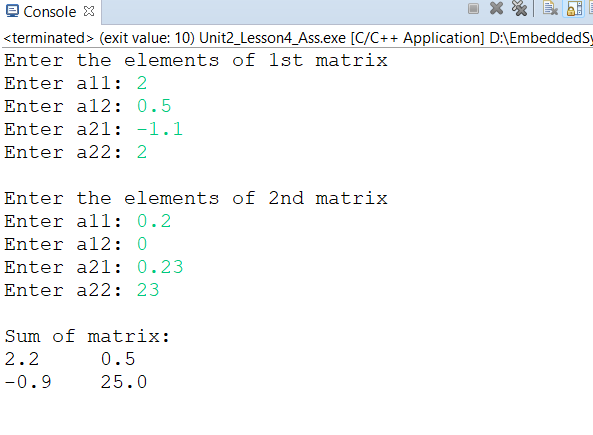 Console
<terminated> (exit value: 10) Unit2_Lesson4_Ass.exe [C/C++ Application] D:\EmbeddedSy
Enter the elements of 1st matrix
Enter a11: 2
Enter a12: 0.5
Enter a21: -1.1
Enter a22: 2
Enter the elements of 2nd matrix
Enter a11: 0.2
Enter a12: 0
Enter a21: 0.23
Enter a22: 23
Sum of matrix:
2.2 0.5
-0.9 25.0